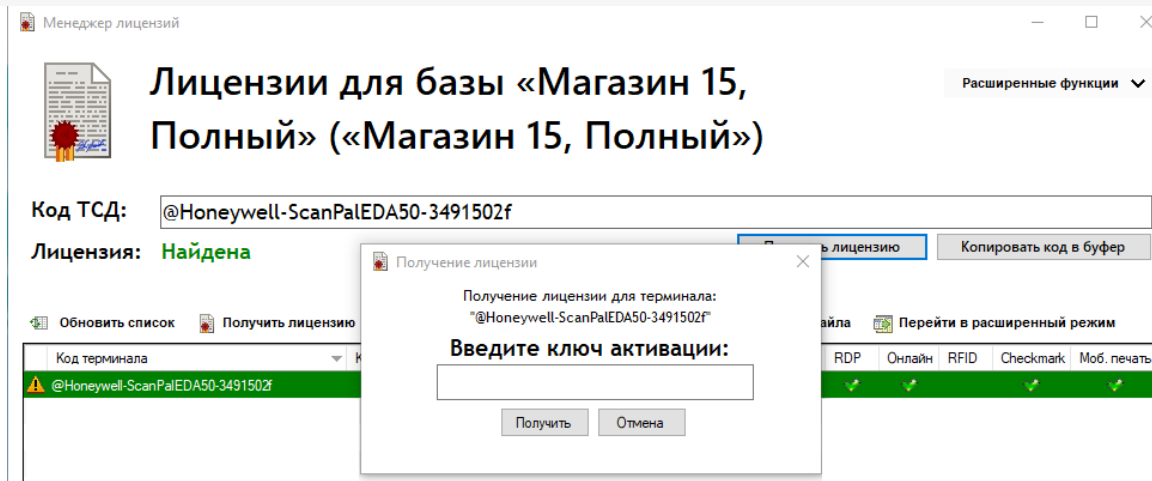 Менеджер лицензий
Лицензии для базы «Магазин 15,
Полный» («Магазин 15, Полный»)
Расширенные функции
Код ТСД:
@Honeywell-ScanPalEDA50-3491502f
Лицензия: Найдена
лицензию
Копировать код в буфер
Получение лицензии
Получение лицензии для терминала:
"@Honeywell-ScanPalEDA50-3491502f"
Введите ключ активации:
Получить
Отмена
Обновить список
Получить лицензию
Перейти в расширенный режим
Код терминала
RDP
Онлайн
RFID
Checkmark
Моб. печать
@Honeywell-ScanPalEDA50-3491502f